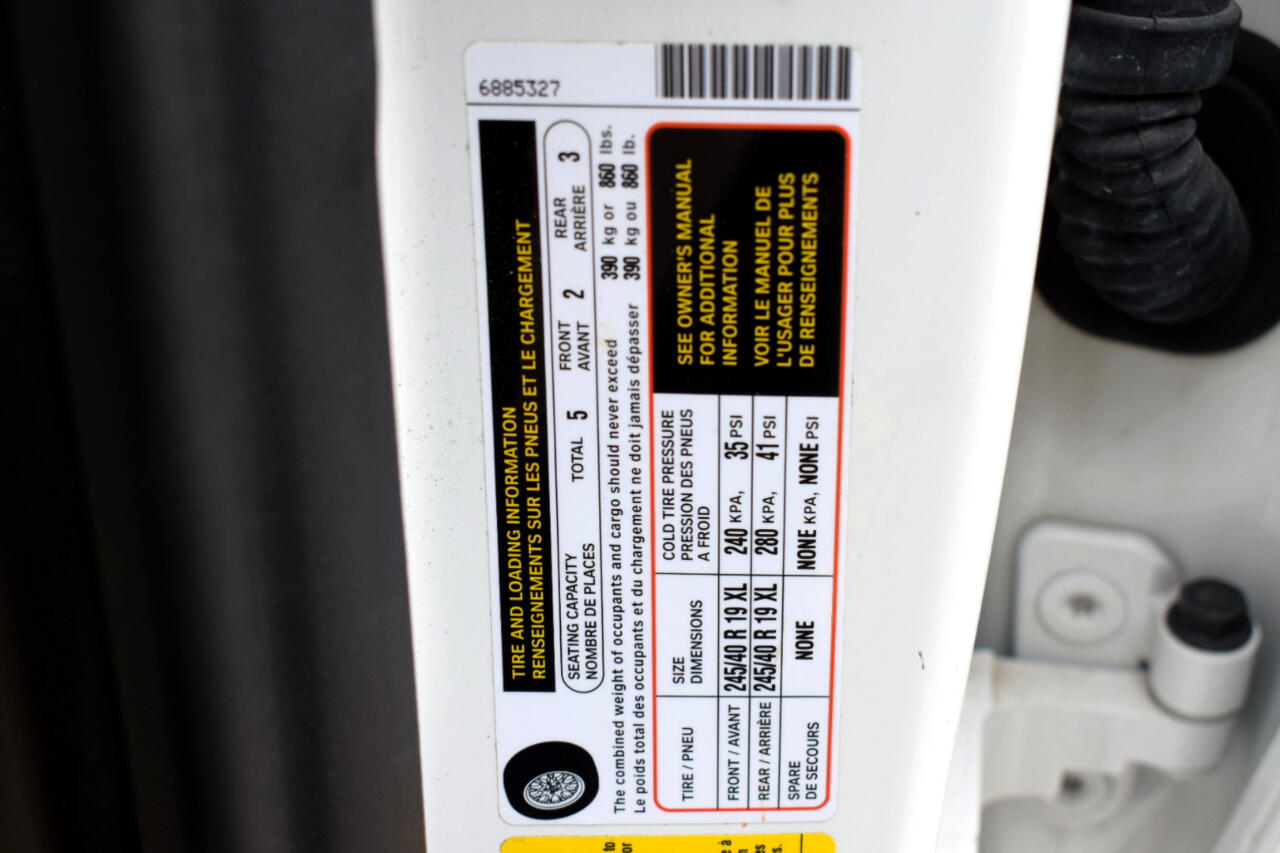 6885327
TIRE AND LOADING INFORMATION
RENSEIGNEMENTS SUR LES PNEUS ET LE CHARGEMENT
SEATING CAPACITY
NOMBRE DE PLACES
TOTAL 5
FRONT
AVANT
2
REAR
ARRIÈRE
3
The combined weight of occupants and cargo should never exceed 390 kg or 860 lbs.
Le poids total des occupants et du chargement ne doit jamais dépasser 390 kg ou 860 lb.
TIRE / PNEU
SIZE
DIMENSIONS
COLD TIRE PRESSURE
PRESSION DES PNEUS
A FROID
FRONT / AVANT 245/40 R 19 XL 240 KPA, 35 PSI
REAR / ARRIÈRE 245/40 R 19 XL 280 KPA, 41 PSI
SPARE
DE SECOURS
NONE NONE KPA, NONE PSI
SEE OWNER'S MANUAL
FOR ADDITIONAL
INFORMATION
VOIR LE MANUEL DE
L'USAGER POUR PLUS
DE RENSEIGNEMENTS
to
or